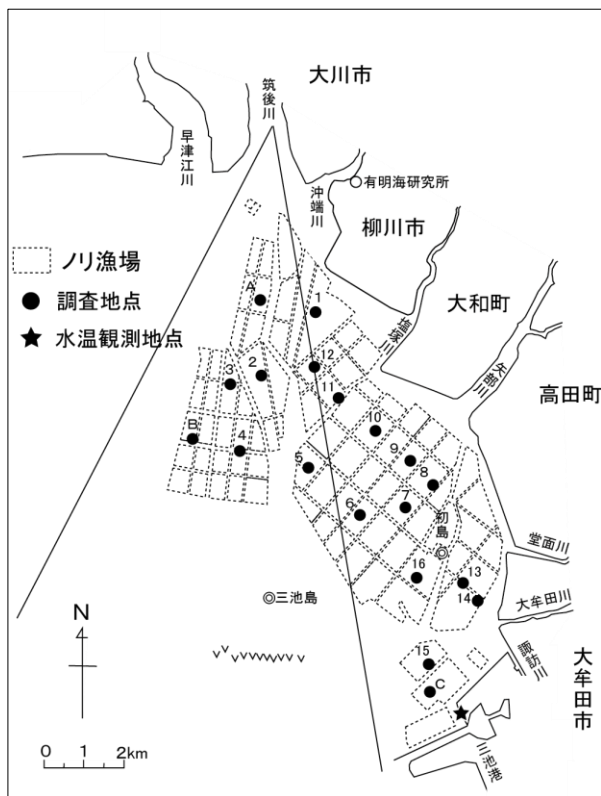 大川市
筑後川
早津江川
沖端川
有明海研究所
柳川市
ノリ漁場
調査地点
水温観測地点
大和町
塩塚川
矢部川
高田町
A
1
12
2
3
11
B
4
10
9
5
8
7
6
初島
堂面川
16
13
14
大牟田川
三池島
諏訪川
大牟田市
N
15
C
三池港
0 1 2km